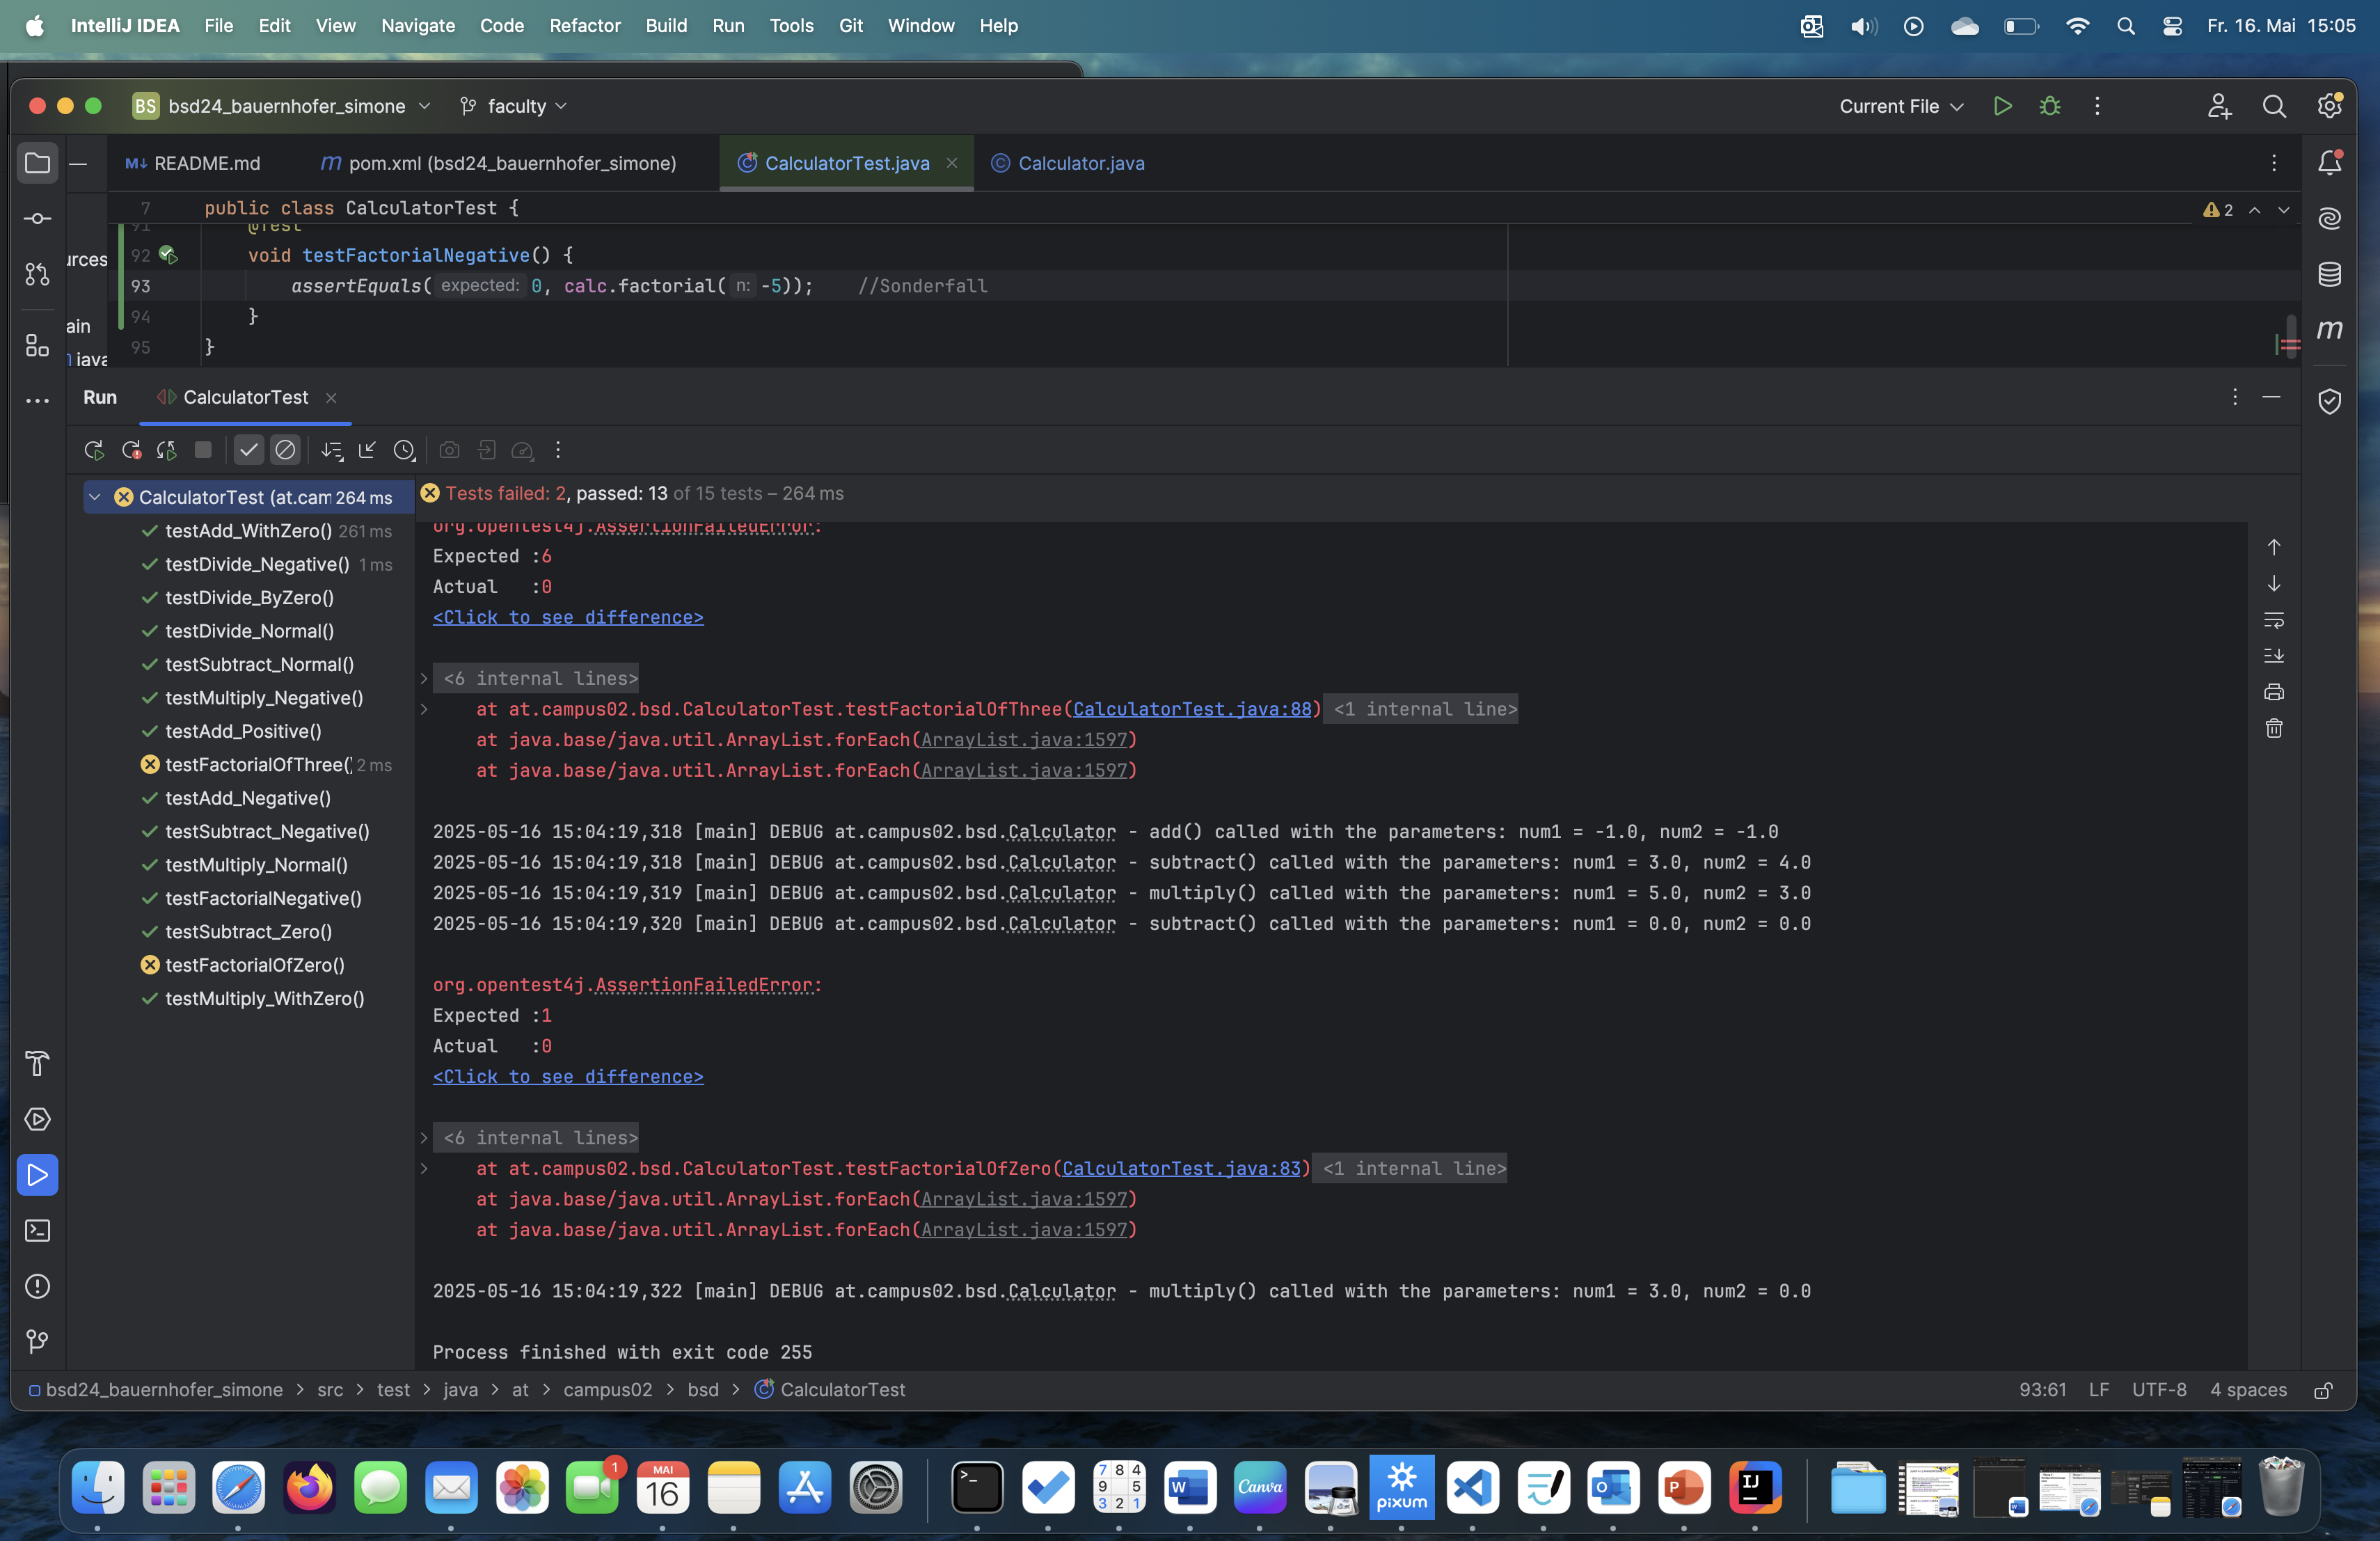 IntelliJ IDEA File Edit View Navigate Code Refactor Build Run Tools Git Window Help Fr. 16. Mai 15:05
BS bsd24_bauernhofer_simone faculty Current File
README.md pom.xml (bsd24_bauernhofer_simone) CalculatorTest.java Calculator.java
7 public class CalculatorTest { 2
91 @Test
urces 92 void testFactorialNegative() {
93 assertEquals( expected: 0, calc.factorial( n: -5)); //Sonderfall
ain 94 }
java 95 }
Run CalculatorTest
CalculatorTest (at.cam 264 ms
testAdd_WithZero() 261 ms
testDivide_Negative() 1 ms
testDivide_ByZero()
testDivide_Normal()
testSubtract_Normal()
testMultiply_Negative()
testAdd_Positive()
testFactorialOfThree() 2 ms
testAdd_Negative()
testSubtract_Negative()
testMultiply_Normal()
testFactorialNegative()
testSubtract_Zero()
testFactorialOfZero()
testMultiply_WithZero()
Tests failed: 2, passed: 13 of 15 tests – 264 ms
org.opentest4j.AssertionFailedError:
Expected :6
Actual :0
<Click to see difference>
<6 internal lines>
at at.campus02.bsd.CalculatorTest.testFactorialOfThree(CalculatorTest.java:88) <1 internal line>
at java.base/java.util.ArrayList.forEach(ArrayList.java:1597)
at java.base/java.util.ArrayList.forEach(ArrayList.java:1597)
2025-05-16 15:04:19,318 [main] DEBUG at.campus02.bsd.Calculator - add() called with the parameters: num1 = -1.0, num2 = -1.0
2025-05-16 15:04:19,318 [main] DEBUG at.campus02.bsd.Calculator - subtract() called with the parameters: num1 = 3.0, num2 = 4.0
2025-05-16 15:04:19,319 [main] DEBUG at.campus02.bsd.Calculator - multiply() called with the parameters: num1 = 5.0, num2 = 3.0
2025-05-16 15:04:19,320 [main] DEBUG at.campus02.bsd.Calculator - subtract() called with the parameters: num1 = 0.0, num2 = 0.0
org.opentest4j.AssertionFailedError:
Expected :1
Actual :0
<Click to see difference>
<6 internal lines>
at at.campus02.bsd.CalculatorTest.testFactorialOfZero(CalculatorTest.java:83) <1 internal line>
at java.base/java.util.ArrayList.forEach(ArrayList.java:1597)
at java.base/java.util.ArrayList.forEach(ArrayList.java:1597)
2025-05-16 15:04:19,322 [main] DEBUG at.campus02.bsd.Calculator - multiply() called with the parameters: num1 = 3.0, num2 = 0.0
Process finished with exit code 255
bsd24_bauernhofer_simone > src > test > java > at > campus02 > bsd > CalculatorTest 93:61 LF UTF-8 4 spaces
1 MAI 16 Canva pixum IJ